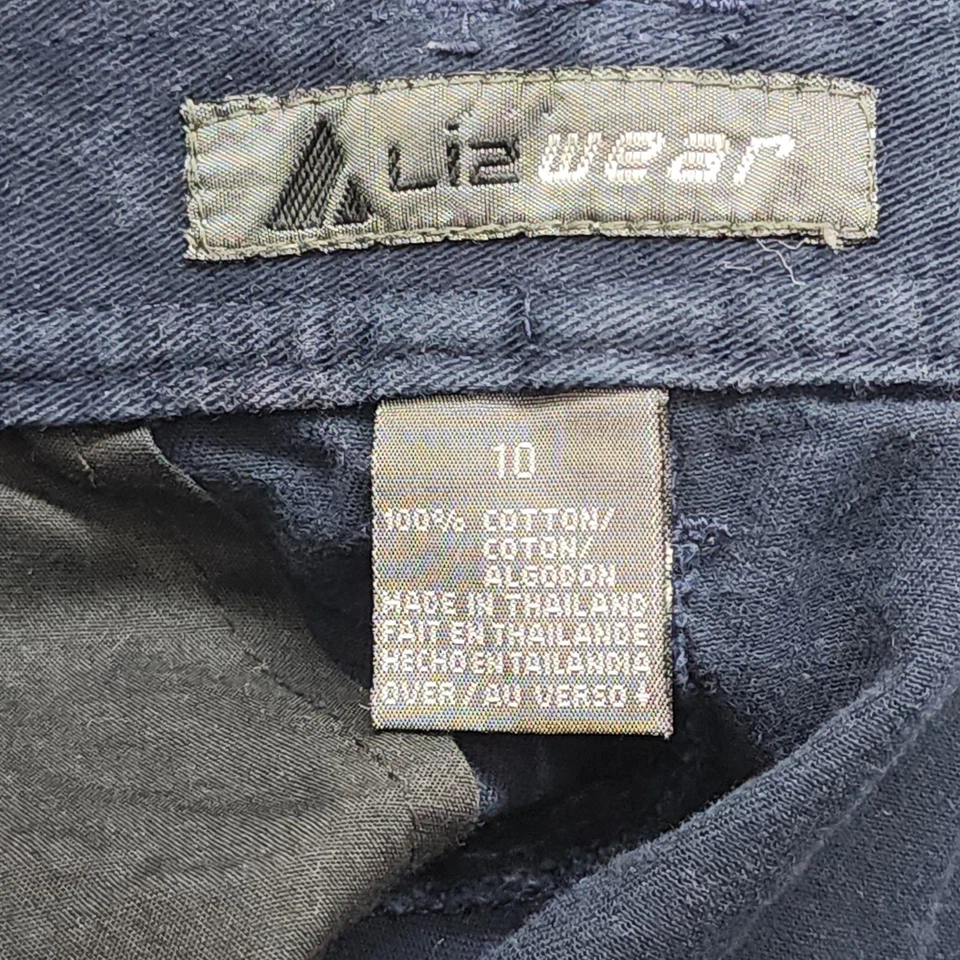 Liz wear
10
100% COTTON/
COTON/
ALGODON
MADE IN THAILAND
FAIT EN THAILANDE
HECHO EN TAILANDIA
OVER/AU VERSO